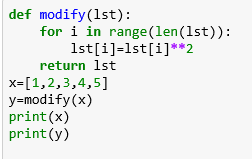 def modify(lst):
    for i in range(len(lst)):
        lst[i]=lst[i]**2
    return lst
x=[1,2,3,4,5]
y=modify(x)
print(x)
print(y)